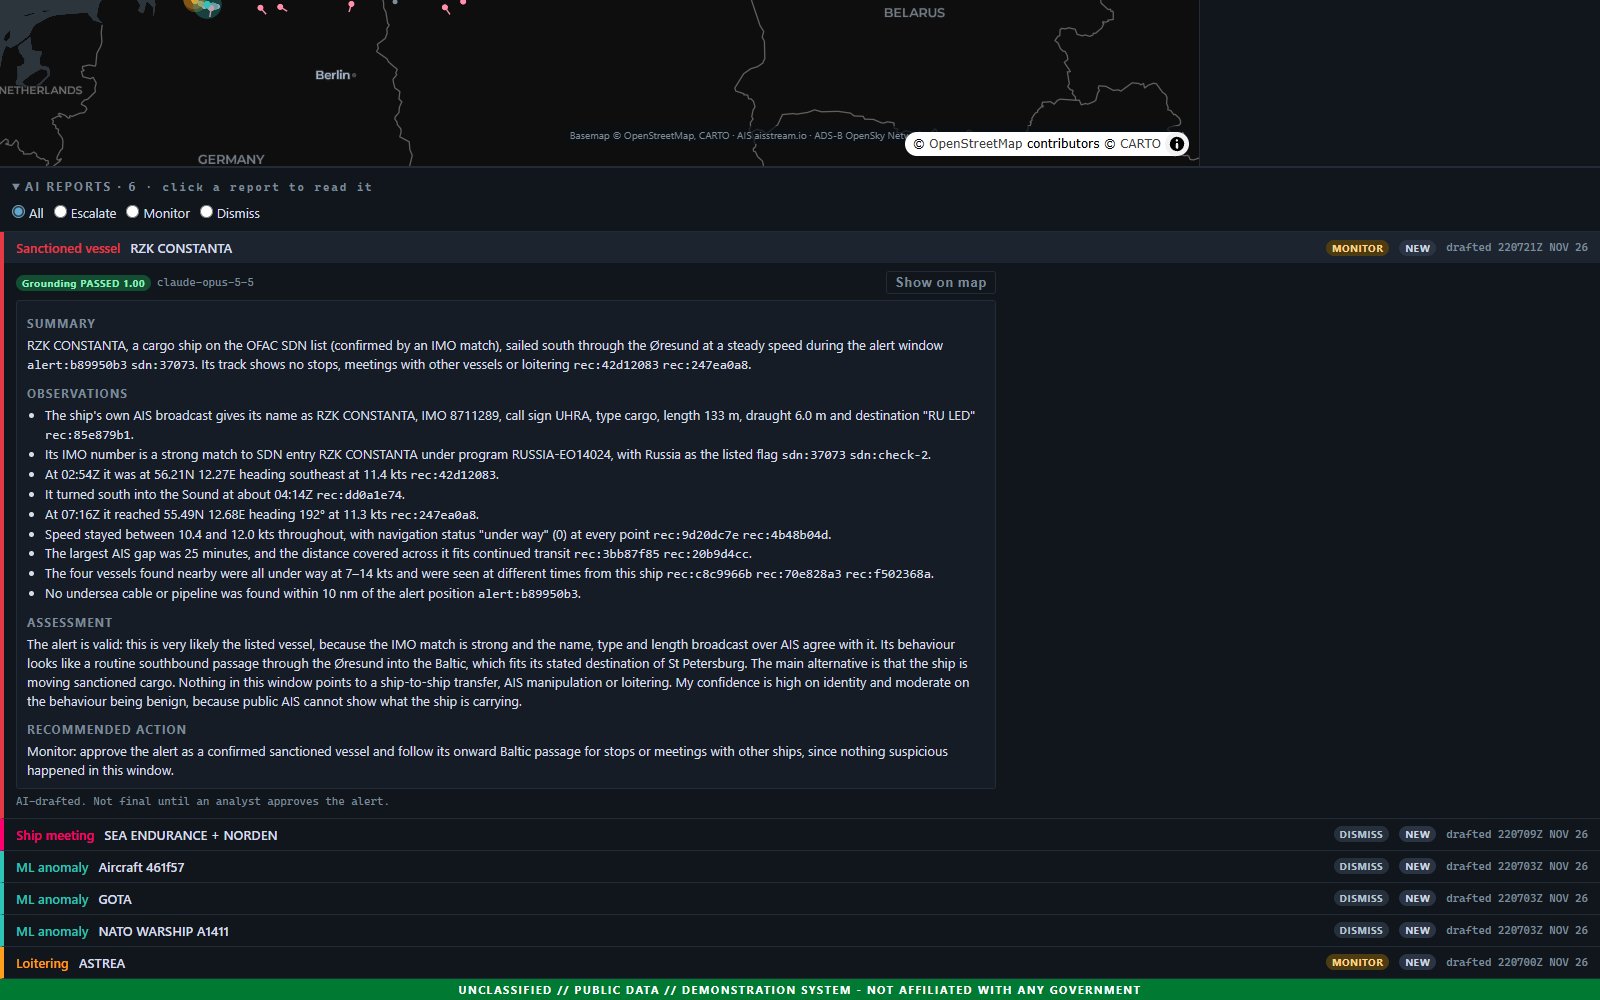 BELARUS
Berlin
NETHERLANDS
Basemap © OpenStreetMap, CARTO · AIS aisstream.io · ADS-B OpenSky
© OpenStreetMap contributors © CARTO
GERMANY
▼ AI REPORTS · 6 · click a report to read it
All Escalate Monitor Dismiss
Sanctioned vessel RZK CONSTANTA MONITOR NEW drafted 220721Z NOV 26
Grounding PASSED 1.00 claude-opus-5-5 Show on map
SUMMARY
RZK CONSTANTA, a cargo ship on the OFAC SDN list (confirmed by an IMO match), sailed south through the Øresund at a steady speed during the alert window
alert:b89950b3 sdn:37073. Its track shows no stops, meetings with other vessels or loitering rec:42d12083 rec:247ea0a8.
OBSERVATIONS
• The ship's own AIS broadcast gives its name as RZK CONSTANTA, IMO 8711289, call sign UHRA, type cargo, length 133 m, draught 6.0 m and destination "RU LED"
rec:85e879b1.
• Its IMO number is a strong match to SDN entry RZK CONSTANTA under program RUSSIA-EO14024, with Russia as the listed flag sdn:37073 sdn:check-2.
• At 02:54Z it was at 56.21N 12.27E heading southeast at 11.4 kts rec:42d12083.
• It turned south into the Sound at about 04:14Z rec:dd0a1e74.
• At 07:16Z it reached 55.49N 12.68E heading 192° at 11.3 kts rec:247ea0a8.
• Speed stayed between 10.4 and 12.0 kts throughout, with navigation status "under way" (0) at every point rec:9d20dc7e rec:4b48b04d.
• The largest AIS gap was 25 minutes, and the distance covered across it fits continued transit rec:3bb87f85 rec:20b9d4cc.
• The four vessels found nearby were all under way at 7–14 kts and were seen at different times from this ship rec:c8c9966b rec:70e828a3 rec:f502368a.
• No undersea cable or pipeline was found within 10 nm of the alert position alert:b89950b3.
ASSESSMENT
The alert is valid: this is very likely the listed vessel, because the IMO match is strong and the name, type and length broadcast over AIS agree with it. Its behaviour
looks like a routine southbound passage through the Øresund into the Baltic, which fits its stated destination of St Petersburg. The main alternative is that the ship is
moving sanctioned cargo. Nothing in this window points to a ship-to-ship transfer, AIS manipulation or loitering. My confidence is high on identity and moderate on
the behaviour being benign, because public AIS cannot show what the ship is carrying.
RECOMMENDED ACTION
Monitor: approve the alert as a confirmed sanctioned vessel and follow its onward Baltic passage for stops or meetings with other ships, since nothing suspicious
happened in this window.
AI-drafted. Not final until an analyst approves the alert.
Ship meeting SEA ENDURANCE + NORDEN DISMISS NEW drafted 220709Z NOV 26
ML anomaly Aircraft 461f57 DISMISS NEW drafted 220703Z NOV 26
ML anomaly GOTA DISMISS NEW drafted 220703Z NOV 26
ML anomaly NATO WARSHIP A1411 DISMISS NEW drafted 220703Z NOV 26
Loitering ASTREA MONITOR NEW drafted 220700Z NOV 26
UNCLASSIFIED // PUBLIC DATA // DEMONSTRATION SYSTEM - NOT AFFILIATED WITH ANY GOVERNMENT